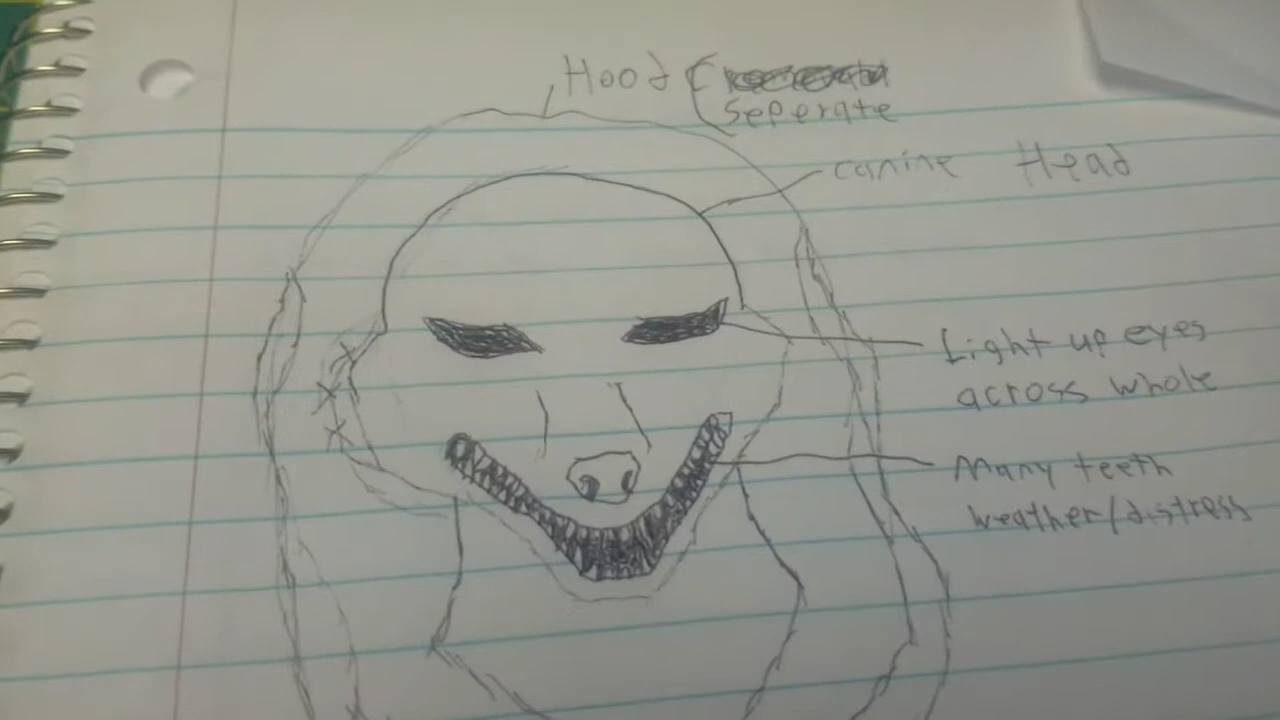 Hood (
Seperate
canine Head
Light up eyes
across whole
Many teeth
weather/distress